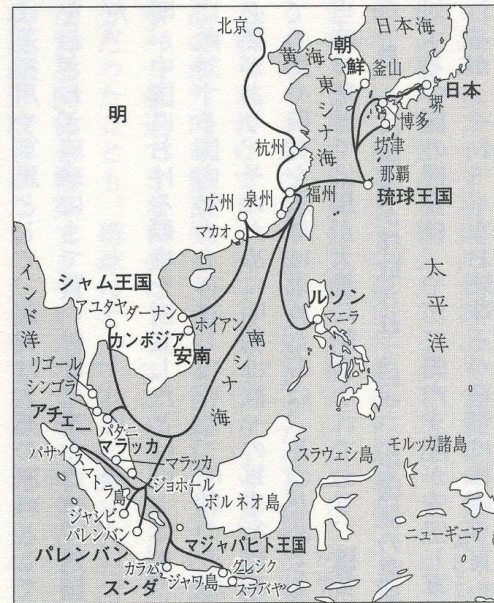 北京
日本海
黄海
朝鮮
釜山
東シナ海
日本
堺
博多
坊津
明
杭州
那覇
琉球王国
泉州
福州
広州
マカオ
太平洋
インド洋
シャム王国
アユタヤ
ダーナン
ホイアン
カンボジア
安南
ルソン
マニラ
南シナ海
リゴール
シンゴラ
アチェー
パタニ
マラッカ
マラッカ
パサイ
スマトラ島
ジョホール
ボルネオ島
スラウェシ島
モルッカ諸島
ジャンビ
パレンバン
パレンバン
マジャパヒト王国
ニューギニア
カラパ
グレシク
スンダ
ジャワ島
スラバヤ